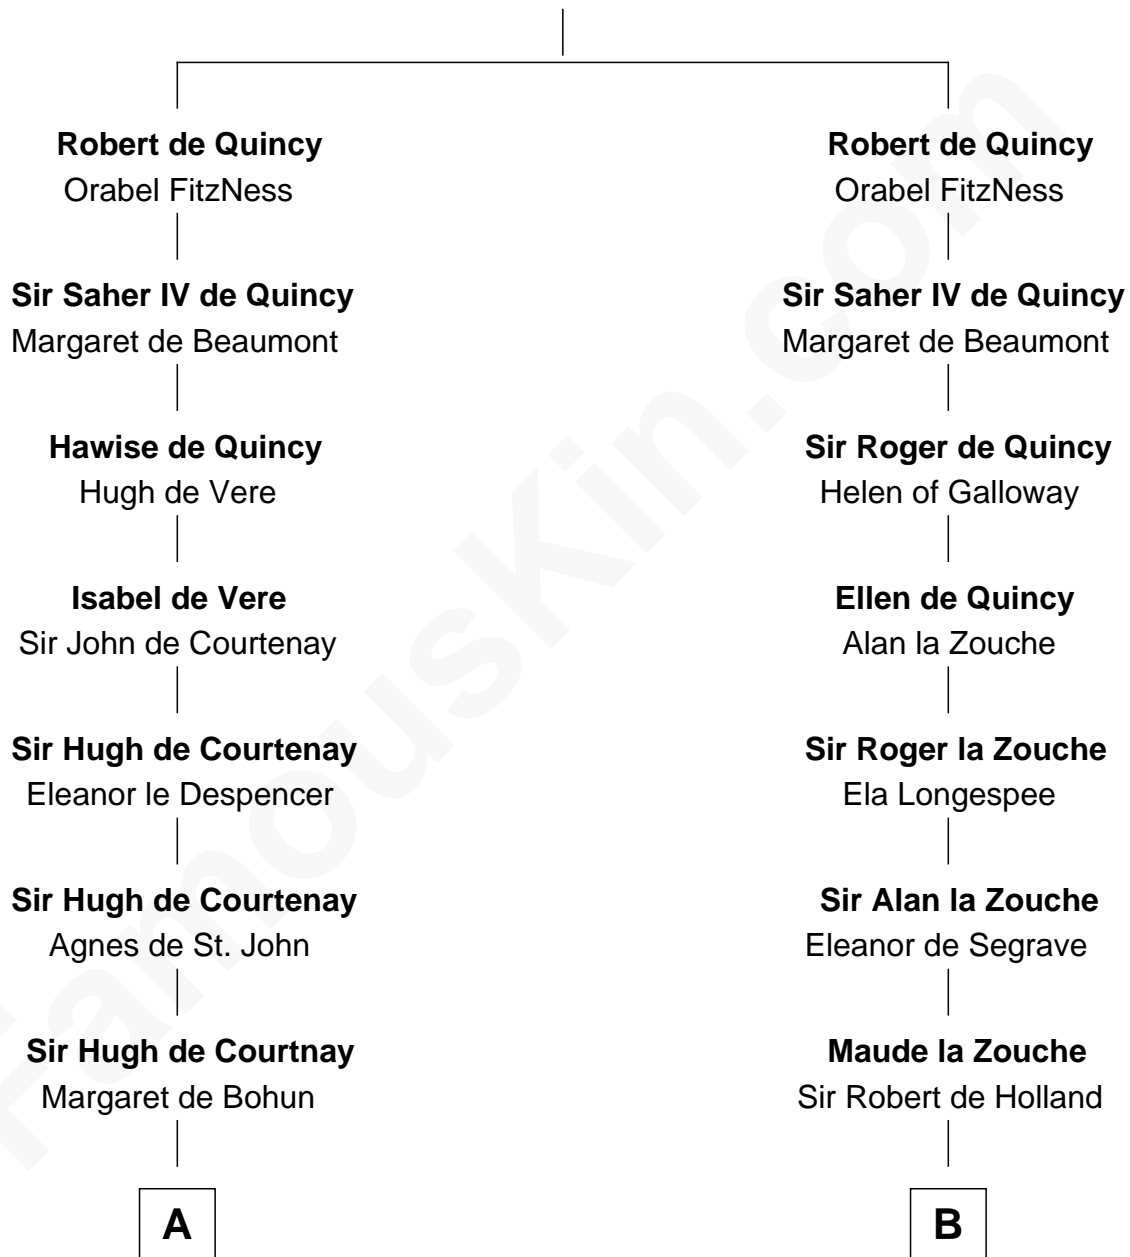 Robert de Quincy
Orabel FitzNess
Sir Saher IV de Quincy
Margaret de Beaumont
Hawise de Quincy
Hugh de Vere
Isabel de Vere
Sir John de Courtenay
Sir Hugh de Courtenay
Eleanor le Despencer
Sir Hugh de Courtenay
Agnes de St. John
Sir Hugh de Courtnay
Margaret de Bohun
A
Robert de Quincy
Orabel FitzNess
Sir Saher IV de Quincy
Margaret de Beaumont
Sir Roger de Quincy
Helen of Galloway
Ellen de Quincy
Alan la Zouche
Sir Roger la Zouche
Ela Longespee
Sir Alan la Zouche
Eleanor de Segrave
Maude la Zouche
Sir Robert de Holland
B
FamousKin.com